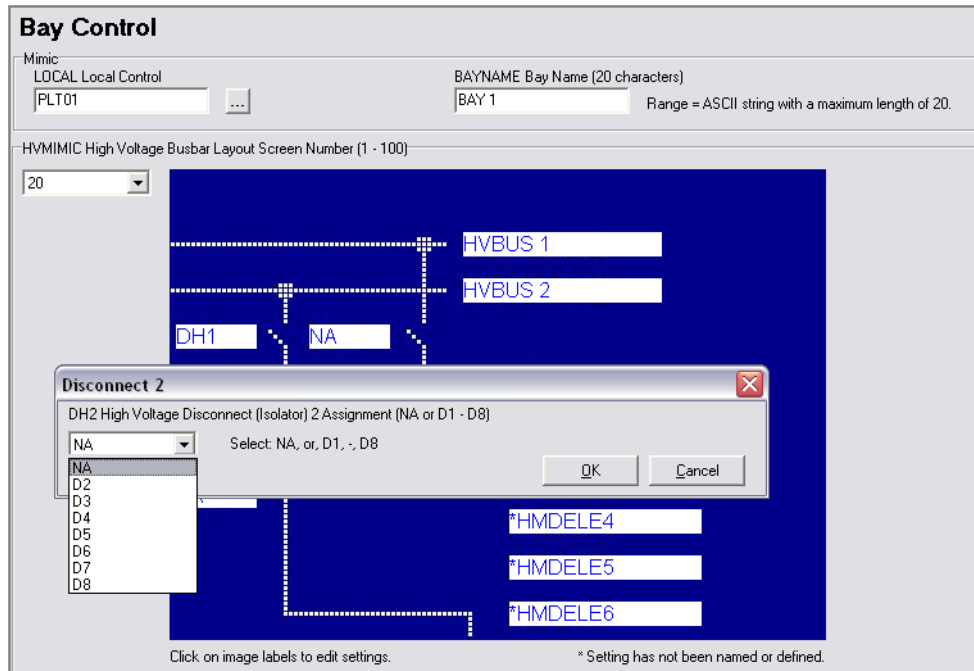 Bay Control
Mimic
LOCAL Local Control
BAYNAME Bay Name (20 characters)
PLT01
...
BAY 1
Range = ASCII string with a maximum length of 20.
HVMIMIC High Voltage Busbar Layout Screen Number (1 - 100)
20
HVBUS 1
HVBUS 2
DH1
NA
Disconnect 2
DH2 High Voltage Disconnect (Isolator) 2 Assignment (NA or D1 - D8)
NA
Select: NA, or, D1, -, D8
NA
D2
D3
D4
D5
D6
D7
D8
OK
Cancel
*HMDELE4
*HMDELE5
*HMDELE6
Click on image labels to edit settings.
* Setting has not been named or defined.